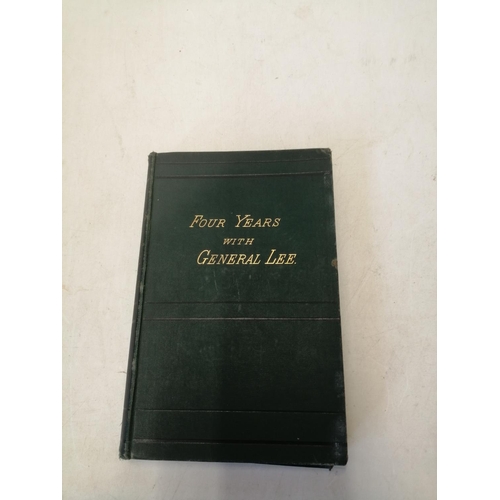 Four Years
with
General Lee.